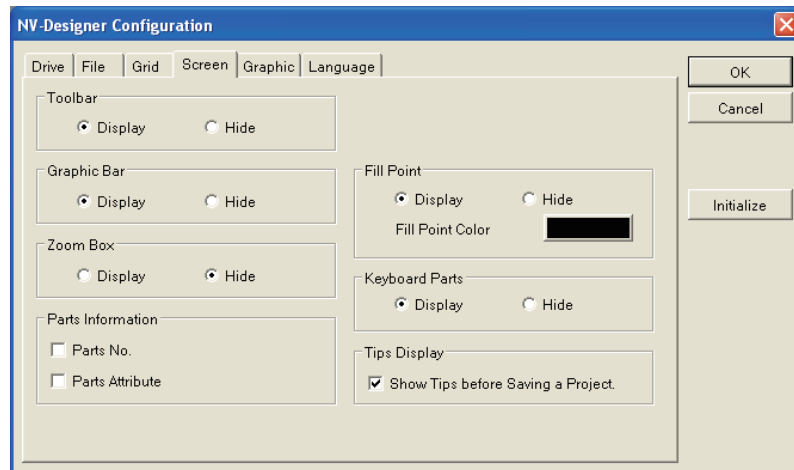 NV-Designer Configuration
Drive File Grid Screen Graphic Language
OK
Cancel
Initialize
Toolbar
Display Hide
Graphic Bar
Display Hide
Zoom Box
Display Hide
Parts Information
Parts No.
Parts Attribute
Fill Point
Display Hide
Fill Point Color
Keyboard Parts
Display Hide
Tips Display
Show Tips before Saving a Project.